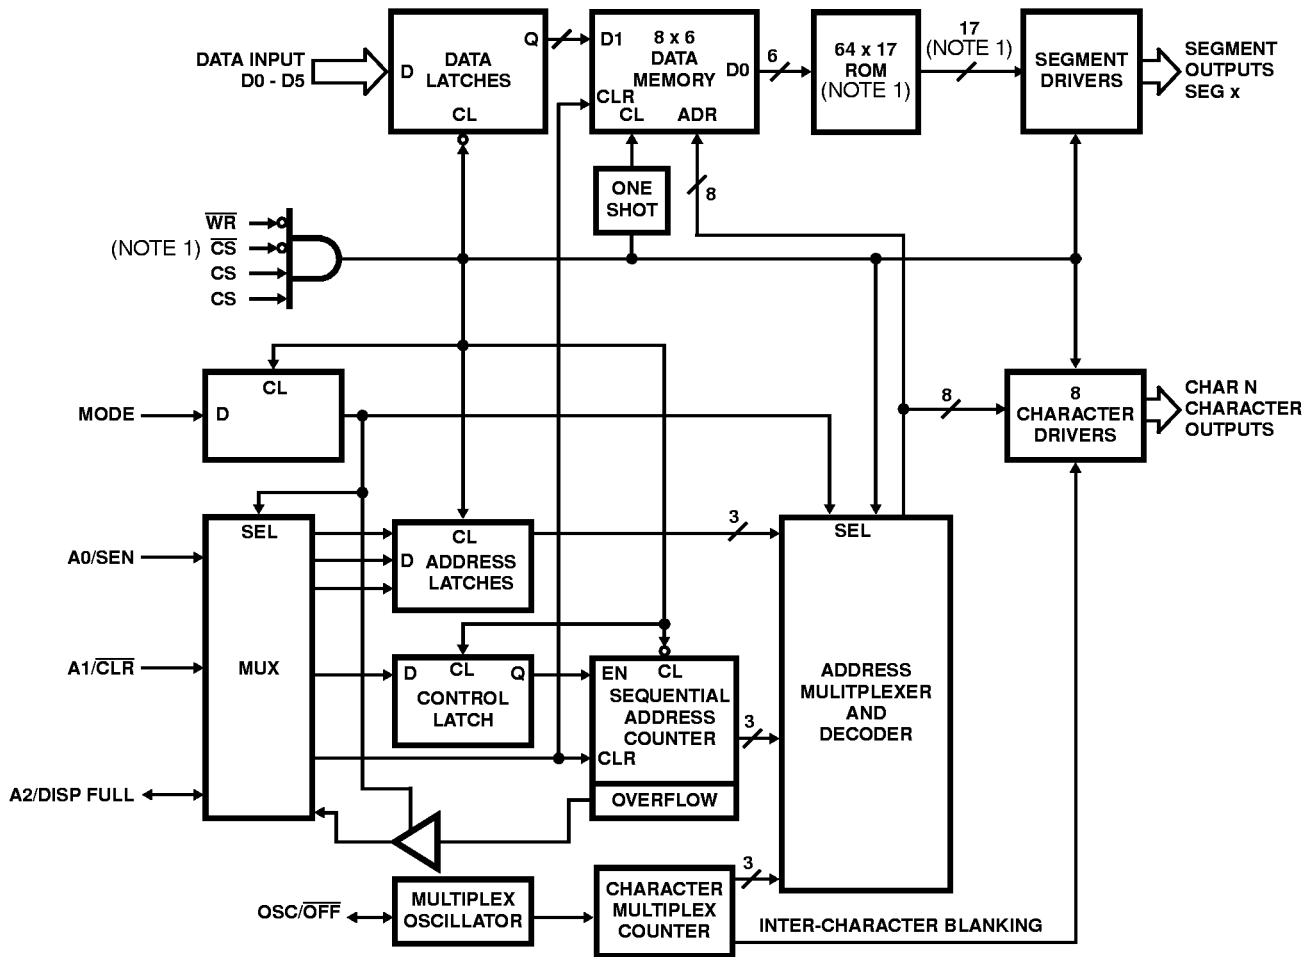 DATA INPUT
D0 - D5
D
DATA
LATCHES
CL
Q
D1
8 x 6
DATA
MEMORY
D0
CLR
CL
ADR
6
64 x 17
ROM
(NOTE 1)
17
(NOTE 1)
SEGMENT
DRIVERS
SEGMENT
OUTPUTS
SEG x
ONE
SHOT
8
WR
(NOTE 1) CS
CS
CS
MODE
CL
D
8
8
CHARACTER
DRIVERS
CHAR N
CHARACTER
OUTPUTS
A0/SEN
A1/CLR
A2/DISP FULL
SEL
MUX
CL
D
ADDRESS
LATCHES
3
D
CL
Q
CONTROL
LATCH
EN
CL
SEQUENTIAL
ADDRESS
COUNTER
CLR
OVERFLOW
3
SEL
ADDRESS
MULITPLEXER
AND
DECODER
OSC/OFF
MULTIPLEX
OSCILLATOR
CHARACTER
MULTIPLEX
COUNTER
3
INTER-CHARACTER BLANKING